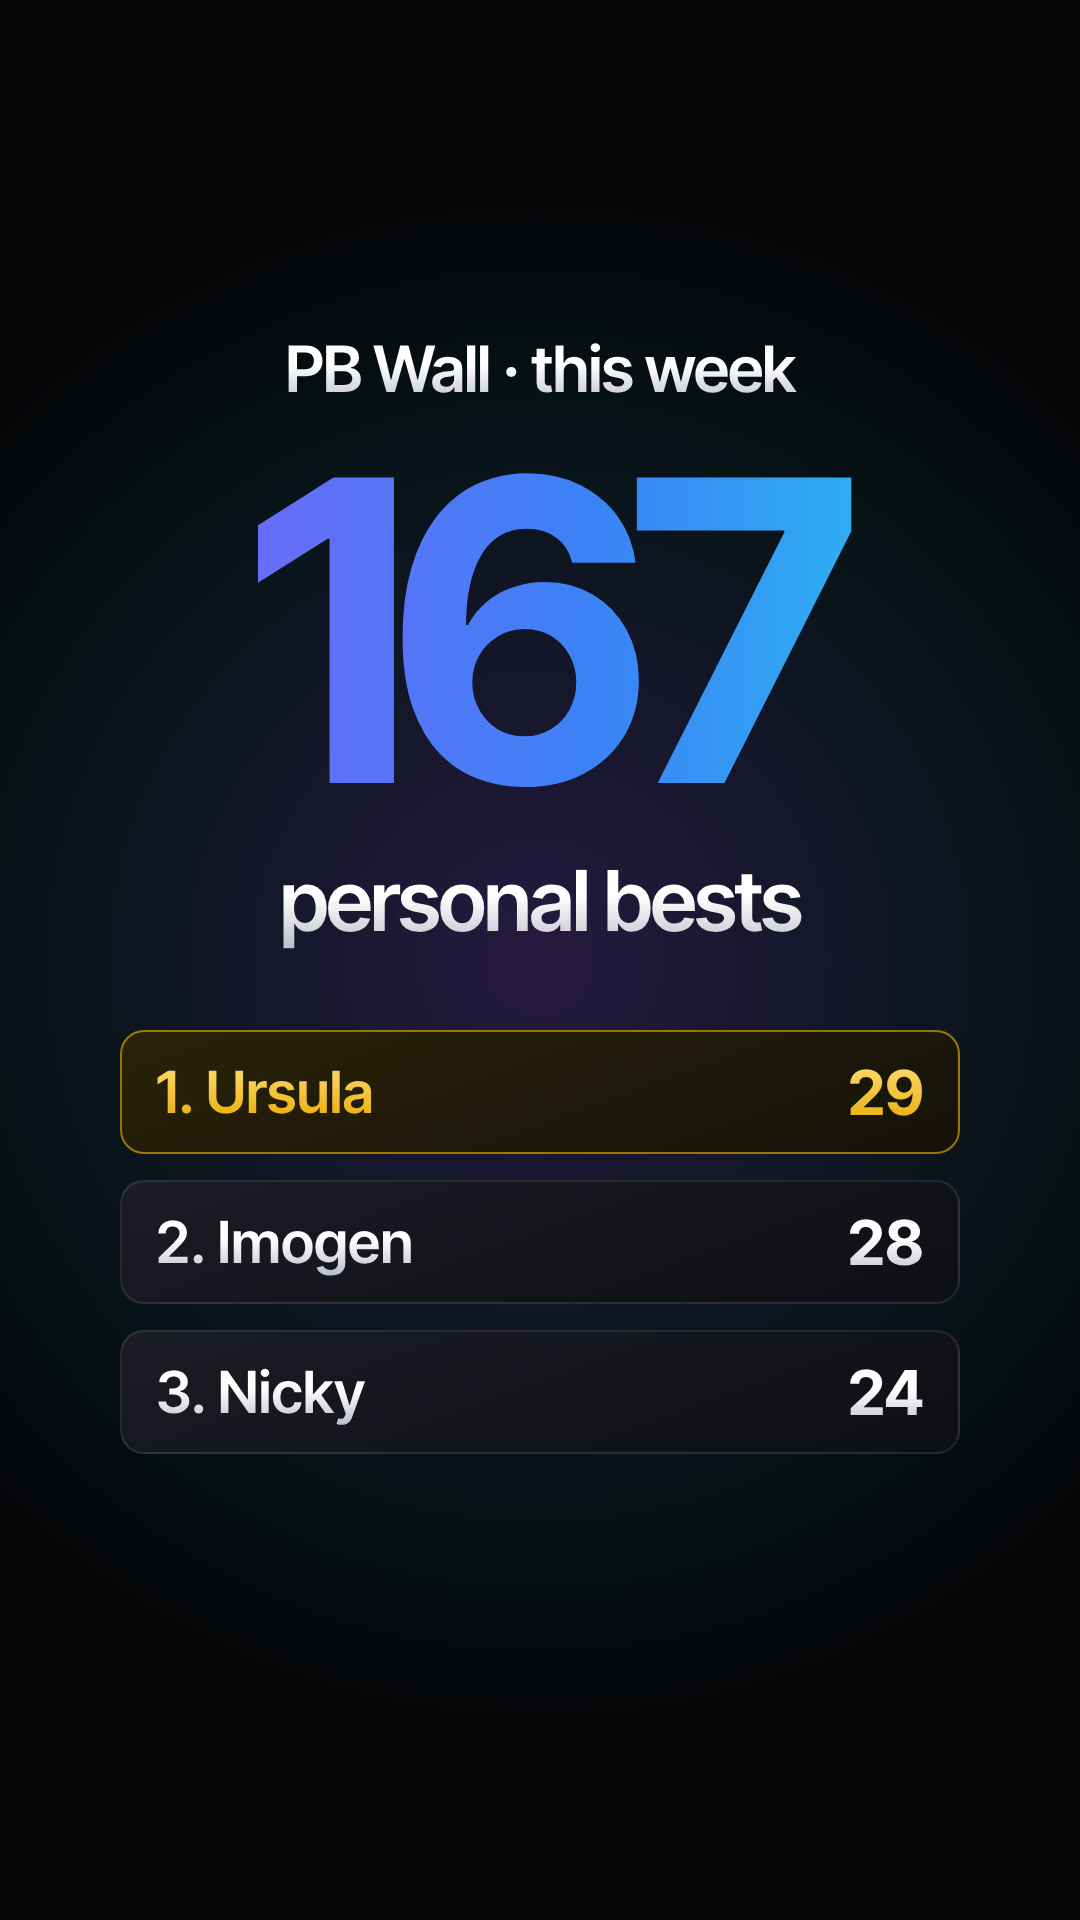 PB Wall · this week
167
personal bests
1. Ursula 29
2. Imogen 28
3. Nicky 24